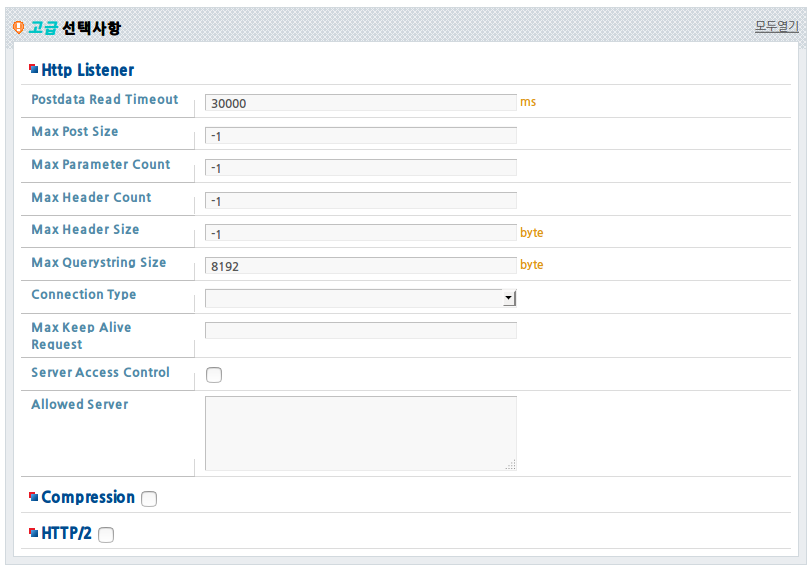 고급 선택사항
모두열기
Http Listener
Postdata Read Timeout 30000 ms
Max Post Size -1
Max Parameter Count -1
Max Header Count -1
Max Header Size -1 byte
Max Querystring Size 8192 byte
Connection Type
Max Keep Alive
Request
Server Access Control
Allowed Server
Compression
HTTP/2